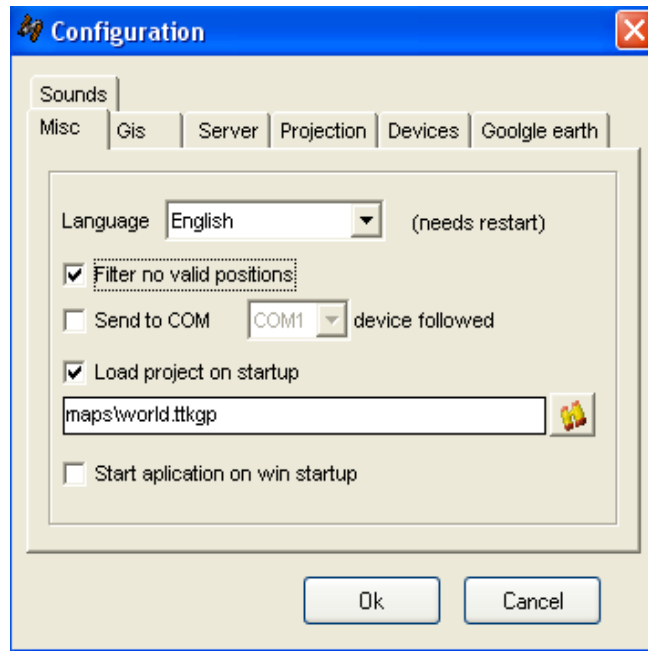 Configuration
Sounds
Misc Gis Server Projection Devices Goolgle earth
Language English (needs restart)
Filter no valid positions
Send to COM COM1 device followed
Load project on startup
maps\world.ttkgp
Start aplication on win startup
Ok Cancel